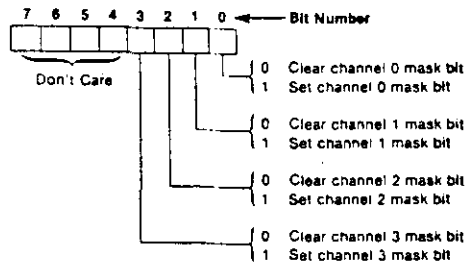 7 6 5 4 3 2 1 0 Bit Number
Don't Care
0 Clear channel 0 mask bit
1 Set channel 0 mask bit
0 Clear channel 1 mask bit
1 Set channel 1 mask bit
0 Clear channel 2 mask bit
1 Set channel 2 mask bit
0 Clear channel 3 mask bit
1 Set channel 3 mask bit